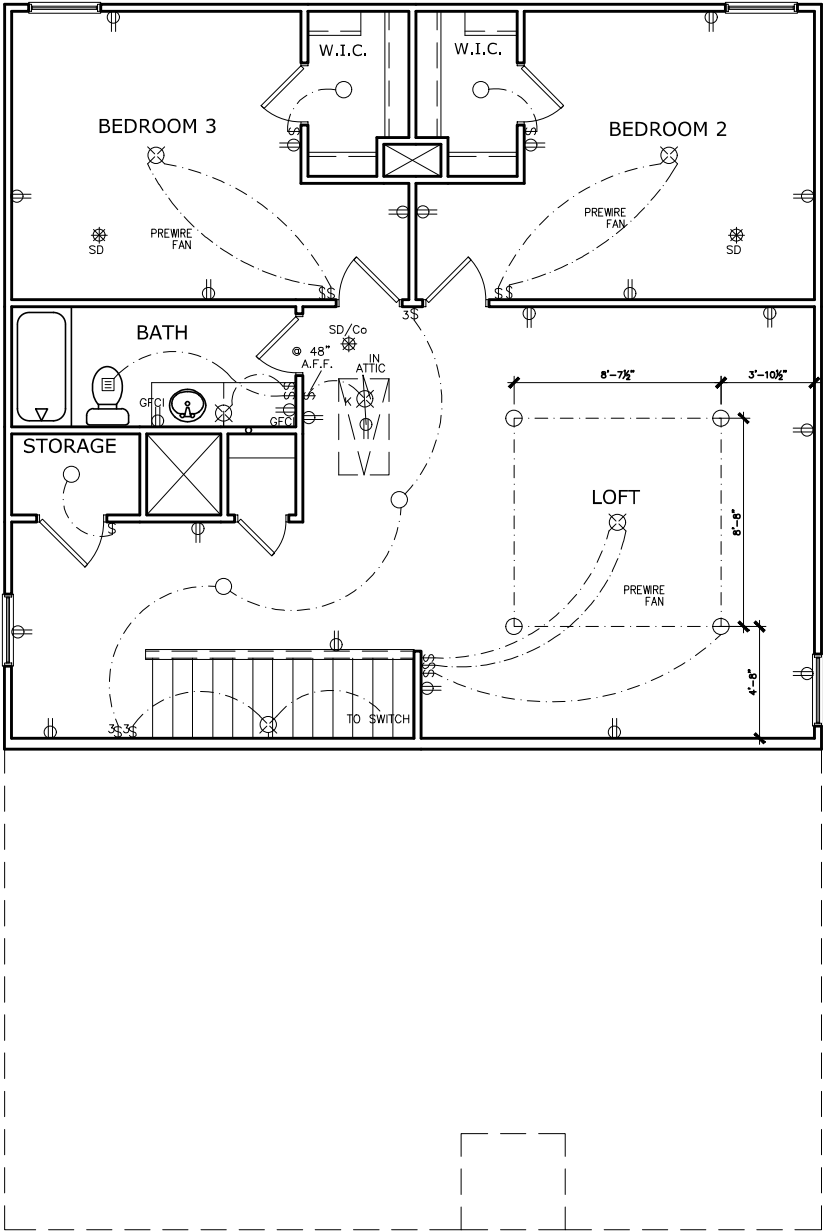 W.I.C.
W.I.C.
BEDROOM 3
BEDROOM 2
PREWIRE
FAN
PREWIRE
FAN
SD
SD
$$
$$
3$
BATH
SD/Co
@ 48"
A.F.F.
IN
ATTIC
8'-7½"
3'-10½"
GFCI
GFCI
K
STORAGE
LOFT
8'-8"
PREWIRE
FAN
4'-8"
TO SWITCH
3$3$